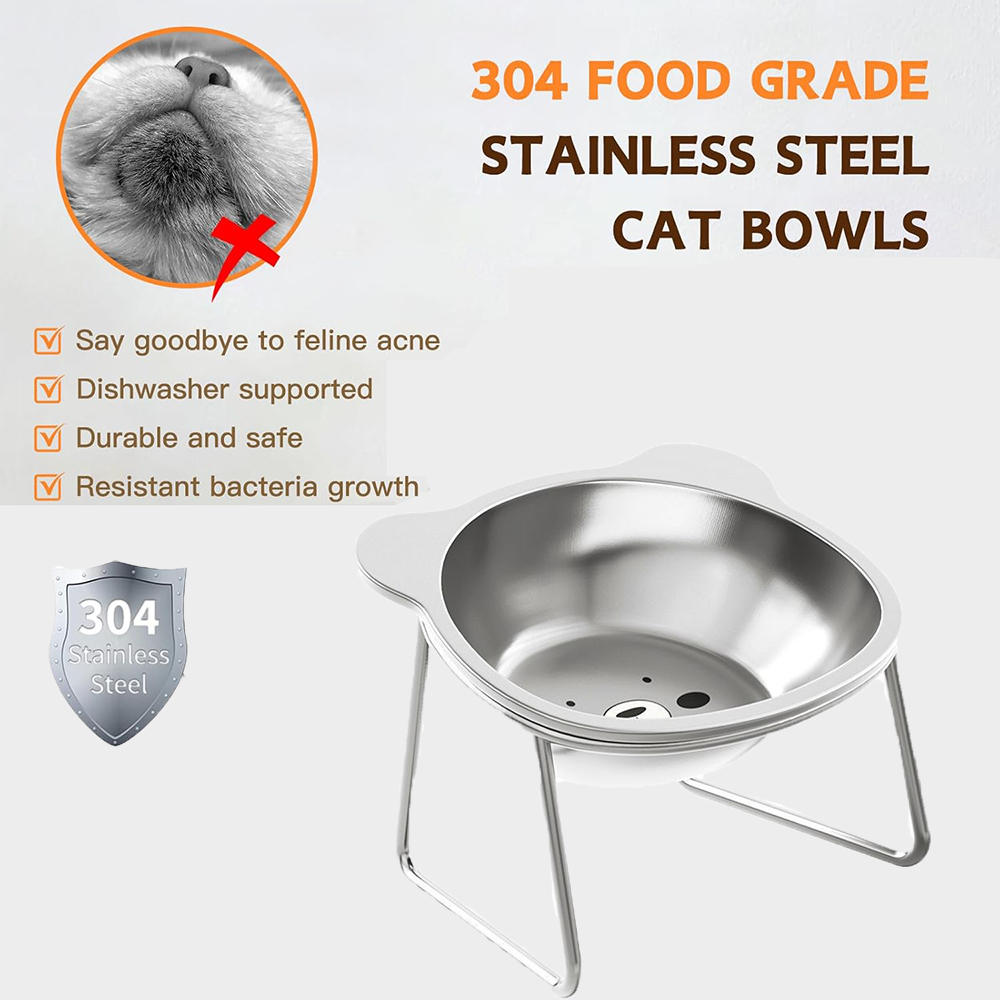 304 FOOD GRADE
STAINLESS STEEL
CAT BOWLS
Say goodbye to feline acne
Dishwasher supported
Durable and safe
Resistant bacteria growth
304
Stainless
Steel